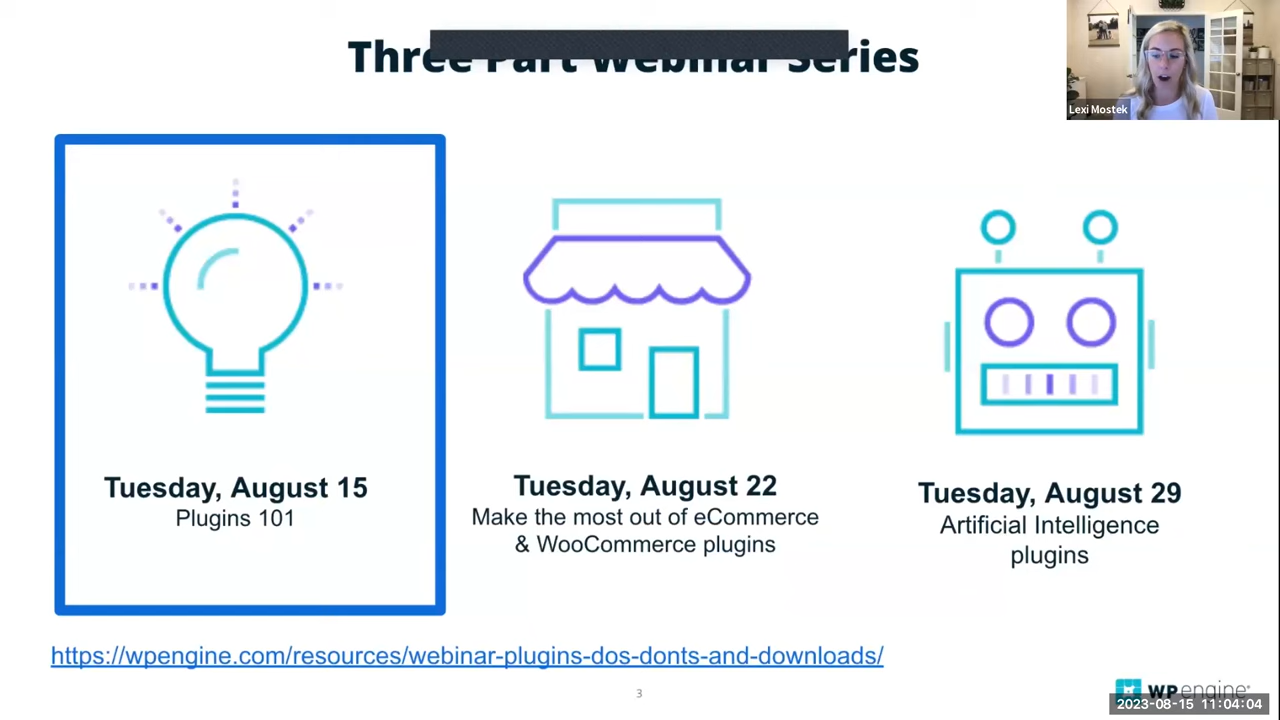 Three Part Webinar Series
Lexi Mostek
Tuesday, August 15
Plugins 101
Tuesday, August 22
Make the most out of eCommerce
& WooCommerce plugins
Tuesday, August 29
Artificial Intelligence
plugins
https://wpengine.com/resources/webinar-plugins-dos-donts-and-downloads/
3
WP engine®
2023-08-15 11:04:04